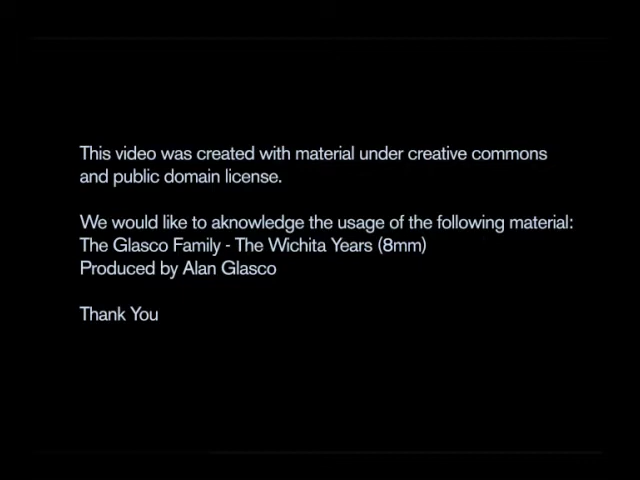 This video was created with material under creative commons
and public domain license.
We would like to aknowledge the usage of the following material:
The Glasco Family - The Wichita Years (8mm)
Produced by Alan Glasco
Thank You